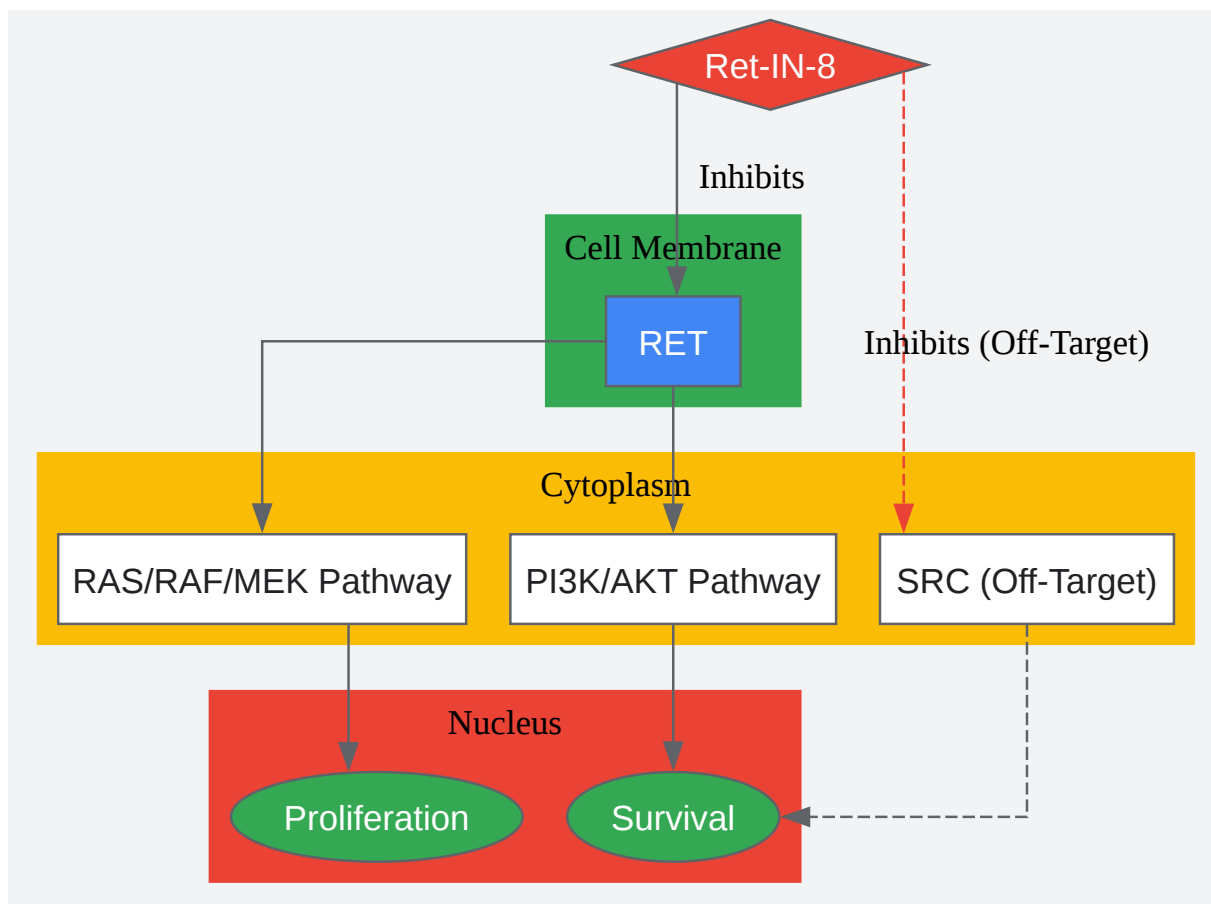 Ret-IN-8
Inhibits
Cell Membrane
RET
Inhibits (Off-Target)
Cytoplasm
RAS/RAF/MEK Pathway
PI3K/AKT Pathway
SRC (Off-Target)
Nucleus
Proliferation
Survival